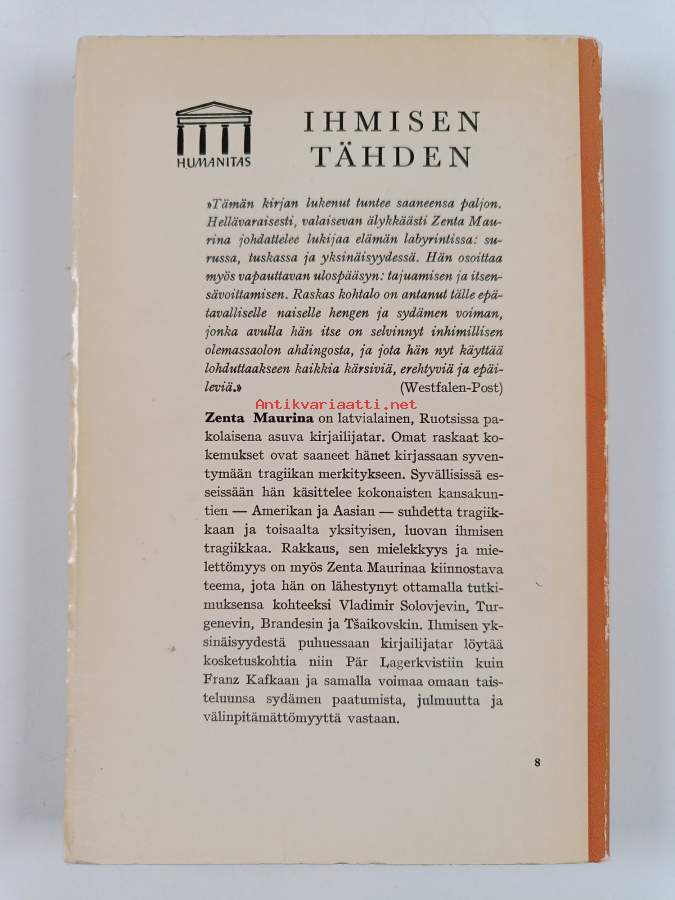 HUMANITAS
IHMISEN
TÄHDEN
»Tämän kirjan lukenut tuntee saaneensa paljon.
Hellävaraisesti, valaisevan älykkäästi Zenta Mau-
rina johdattelee lukijaa elämän labyrintissa: su-
russa, tuskassa ja yksinäisyydessä. Hän osoittaa
myös vapauttavan ulospääsyn: tajuamisen ja itsen-
sävoittamisen. Raskas kohtalo on antanut tälle epä-
tavalliselle naiselle hengen ja sydämen voiman,
jonka avulla hän itse on selvinnyt inhimillisen
olemassaolon ahdingosta, ja jota hän nyt käyttää
lohduttaakseen kaikkia kärsiviä, erehtyviä ja epäi-
leviä.» (Westfalen-Post)
Antikvariaatti.net
Zenta Maurina on latvialainen, Ruotsissa pa-
kolaisena asuva kirjailijatar. Omat raskaat ko-
kemukset ovat saaneet hänet kirjassaan syven-
tymään tragiikan merkitykseen. Syvällisissä es-
seissään hän käsittelee kokonaisten kansakun-
tien — Amerikan ja Aasian — suhdetta tragiik-
kaan ja toisaalta yksityisen, luovan ihmisen
tragiikkaa. Rakkaus, sen mielekkyys ja mie-
lettömyys on myös Zenta Maurinaa kiinnostava
teema, jota hän on lähestynyt ottamalla tutki-
muksensa kohteeksi Vladimir Solovjevin, Tur-
genevin, Brandesin ja Tšaikovskin. Ihmisen yk-
sinäisyydestä puhuessaan kirjailijatar löytää
kosketuskohtia niin Pär Lagerkvistiin kuin
Franz Kafkaan ja samalla voimaa omaan tais-
teluunsa sydämen paatumista, julmuutta ja
välinpitämättömyyttä vastaan.
8